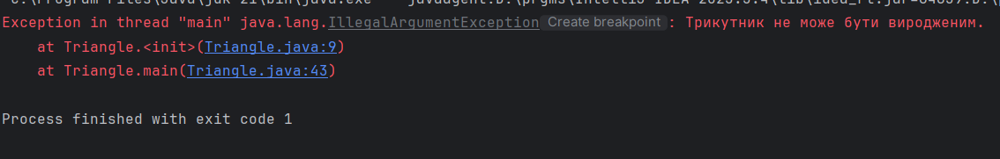 Exception in thread "main" java.lang.IllegalArgumentException Create breakpoint : Трикутник не може бути виродженим.
at Triangle.<init>(Triangle.java:9)
at Triangle.main(Triangle.java:43)
Process finished with exit code 1